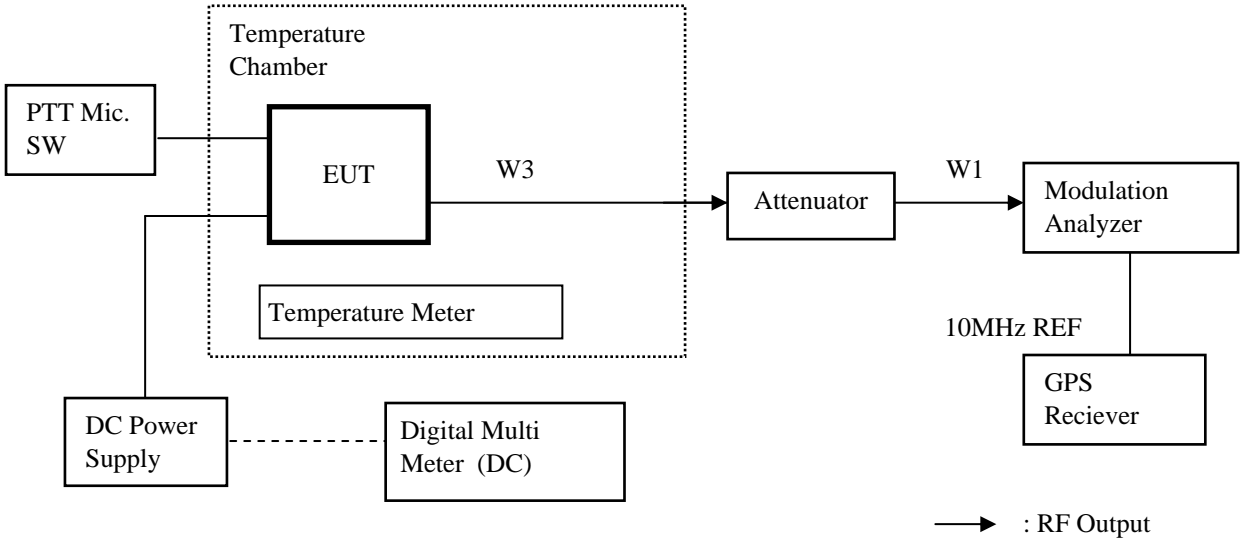 Temperature
Chamber
PTT Mic.
SW
EUT
W3
Attenuator
W1
Modulation
Analyzer
Temperature Meter
10MHz REF
GPS
Reciever
DC Power
Supply
Digital Multi
Meter (DC)
: RF Output